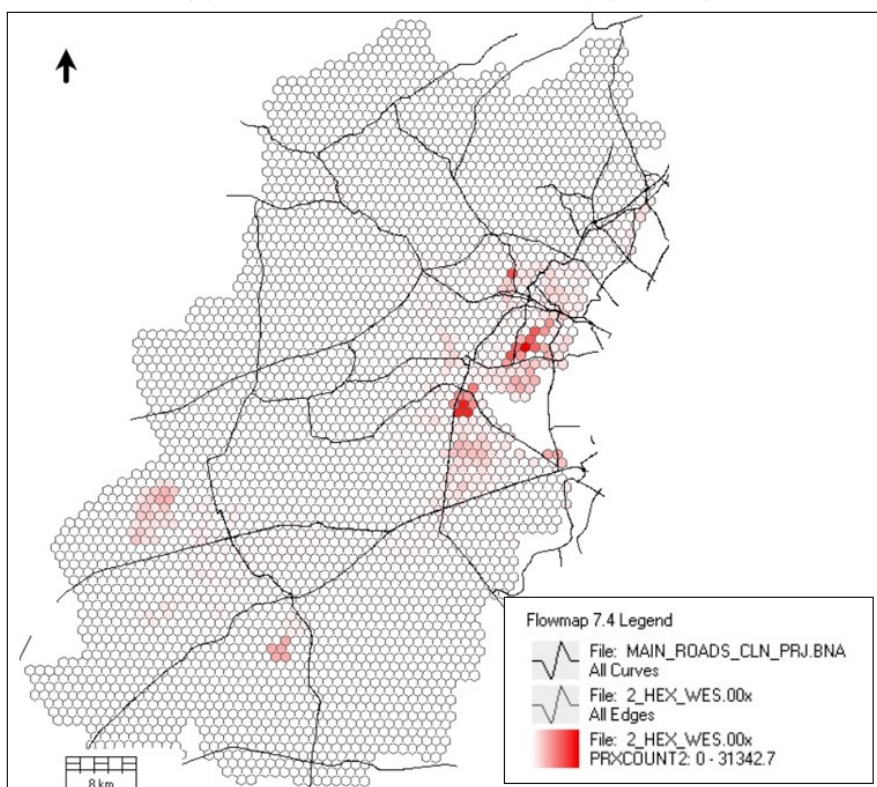 8 km
Flowmap 7.4 Legend
File: MAIN_ROADS_CLN_PRJ.BNA
All Curves
File: 2_HEX_WES.00x
All Edges
File: 2_HEX_WES.00x
PRXCOUNT2: 0 - 31342.7